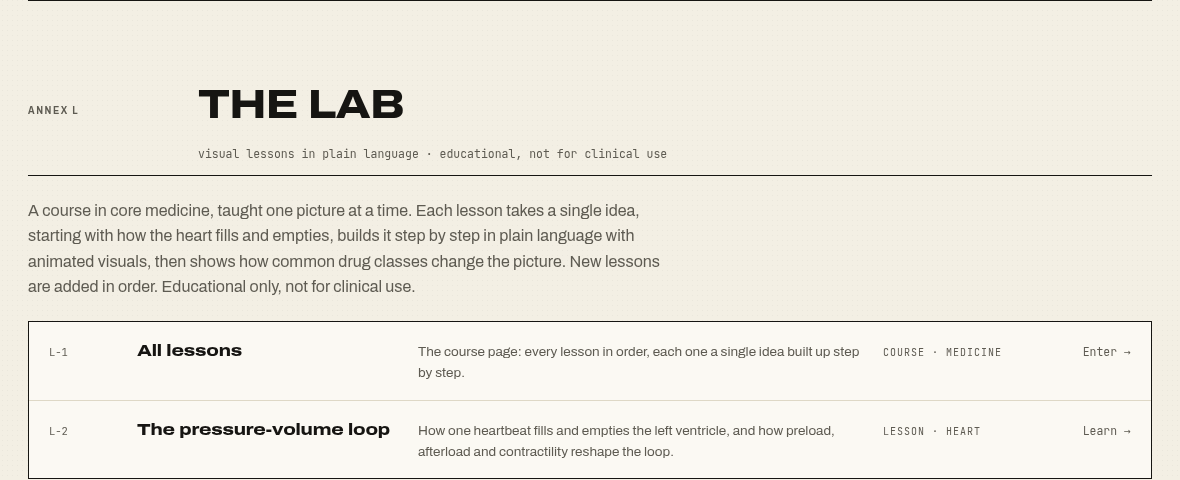 ANNEX L
THE LAB
visual lessons in plain language · educational, not for clinical use
A course in core medicine, taught one picture at a time. Each lesson takes a single idea,
starting with how the heart fills and empties, builds it step by step in plain language with
animated visuals, then shows how common drug classes change the picture. New lessons
are added in order. Educational only, not for clinical use.
L-1
All lessons
The course page: every lesson in order, each one a single idea built up step
by step.
COURSE · MEDICINE
Enter →
L-2
The pressure-volume loop
How one heartbeat fills and empties the left ventricle, and how preload,
afterload and contractility reshape the loop.
LESSON · HEART
Learn →